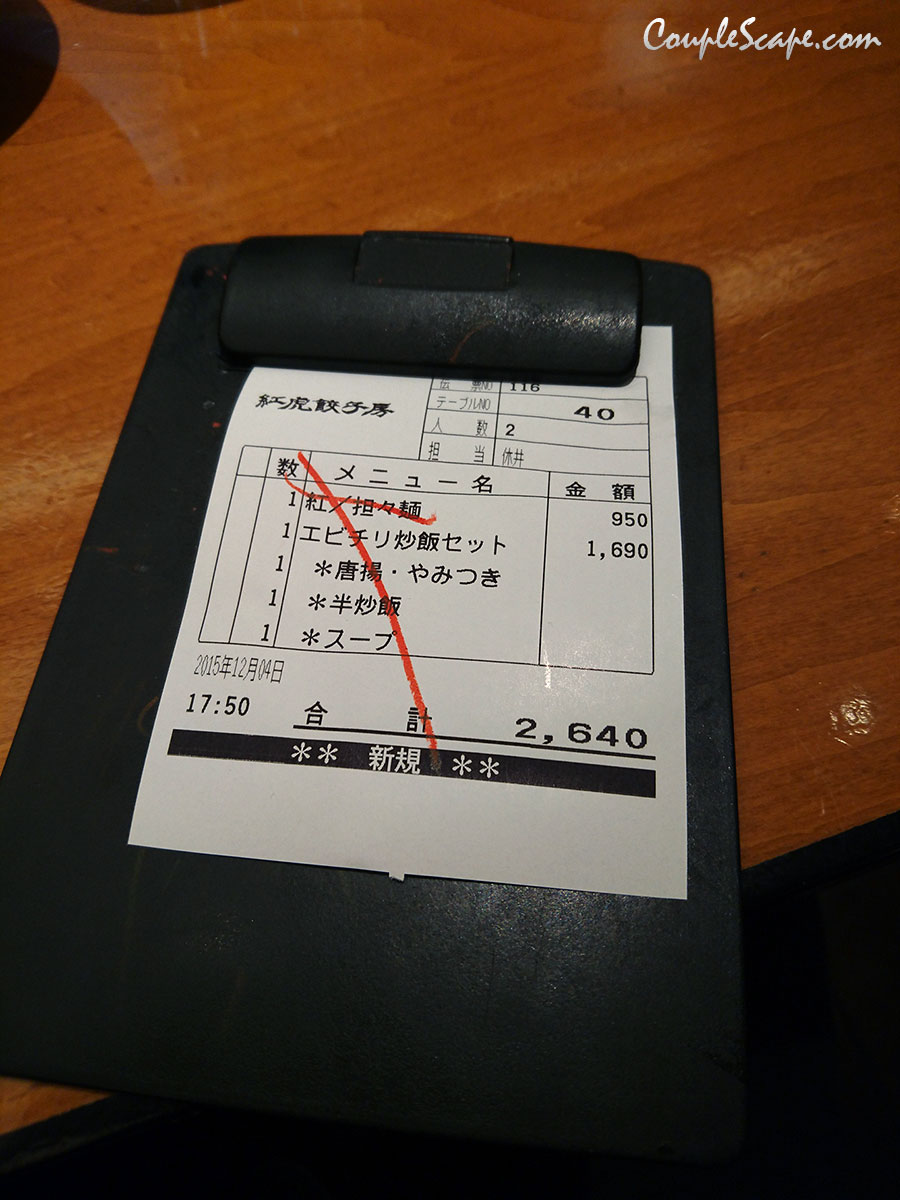 CoupleScape.com
伝票NO 116
紅虎餃子房
テーブルNO 40
人数 2
担当 休井
数 メニュー名 金額
1 紅/担々麺 950
1 エビチリ炒飯セット 1,690
1 *唐揚・やみつき
1 *半炒飯
1 *スープ
2015年12月04日
17:50 合計 2,640
** 新規 **